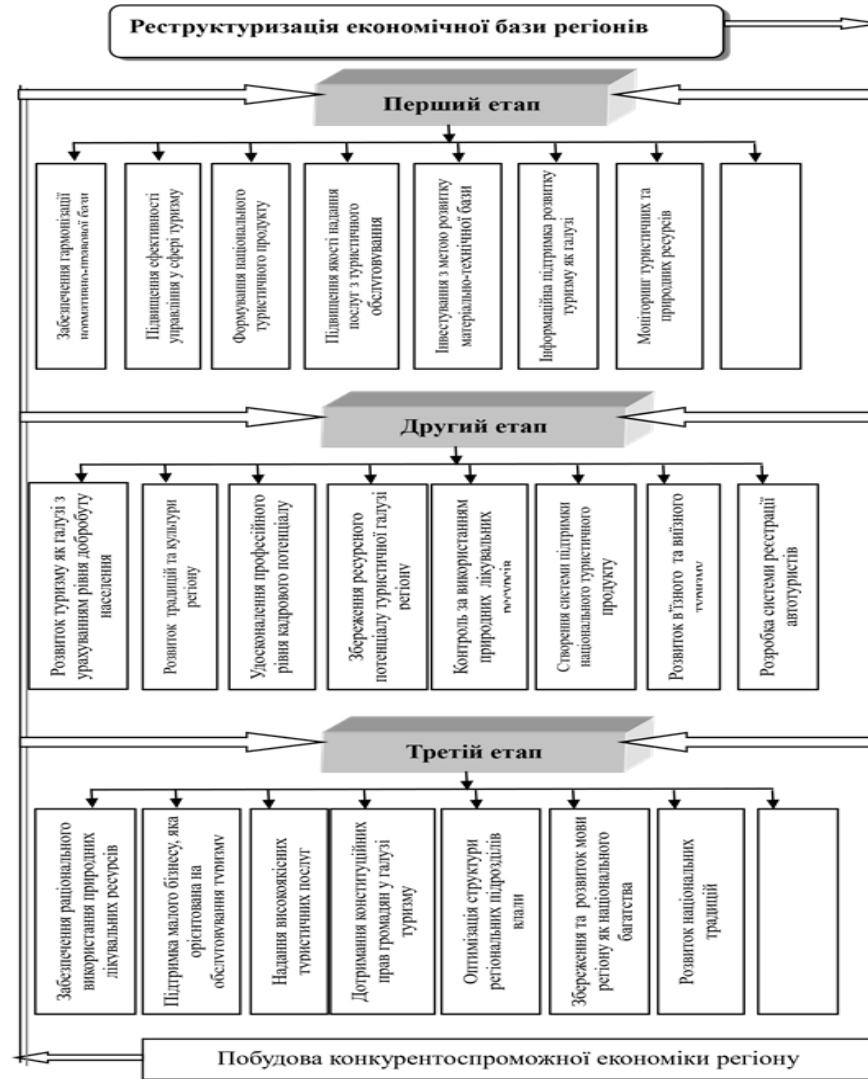 Реструктуризація економічної бази регіонів
Перший етап
Забезпечення гармонізації
нормативно-правової бази
Підвищення ефективності
управління у сфері туризму
Формування національного
туристичного продукту
Підвищення якості надання
послуг з туристичного
обслуговування
Інвестування з метою розвитку
матеріально-технічної бази
Інформаційна підтримка розвитку
туризму як галузі
Моніторинг туристичних та
природних ресурсів
Другий етап
Розвиток туризму як галузі з
урахуванням рівня добробуту
населення
Розвиток традицій та культури
регіону
Удосконалення професійного
рівня кадрового потенціалу
Збереження ресурсного
потенціалу туристичної галузі
регіону
Контроль за використанням
природних лікувальних
ресурсів
Створення системи підтримки
національного туристичного
продукту
Розвиток в'їзного та виїзного
туризму
Розробка системи реєстрації
автотуристів
Третій етап
Забезпечення раціонального
використання природних
лікувальних ресурсів
Підтримка малого бізнесу, яка
орієнтована на
обслуговування туризму
Надання високоякісних
туристичних послуг
Дотримання конституційних
прав громадян у галузі
туризму
Оптимізація структури
регіональних підрозділів
влади
Збереження та розвиток мови
регіону як національного
багатства
Розвиток національних
традицій
Побудова конкурентоспроможної економіки регіону